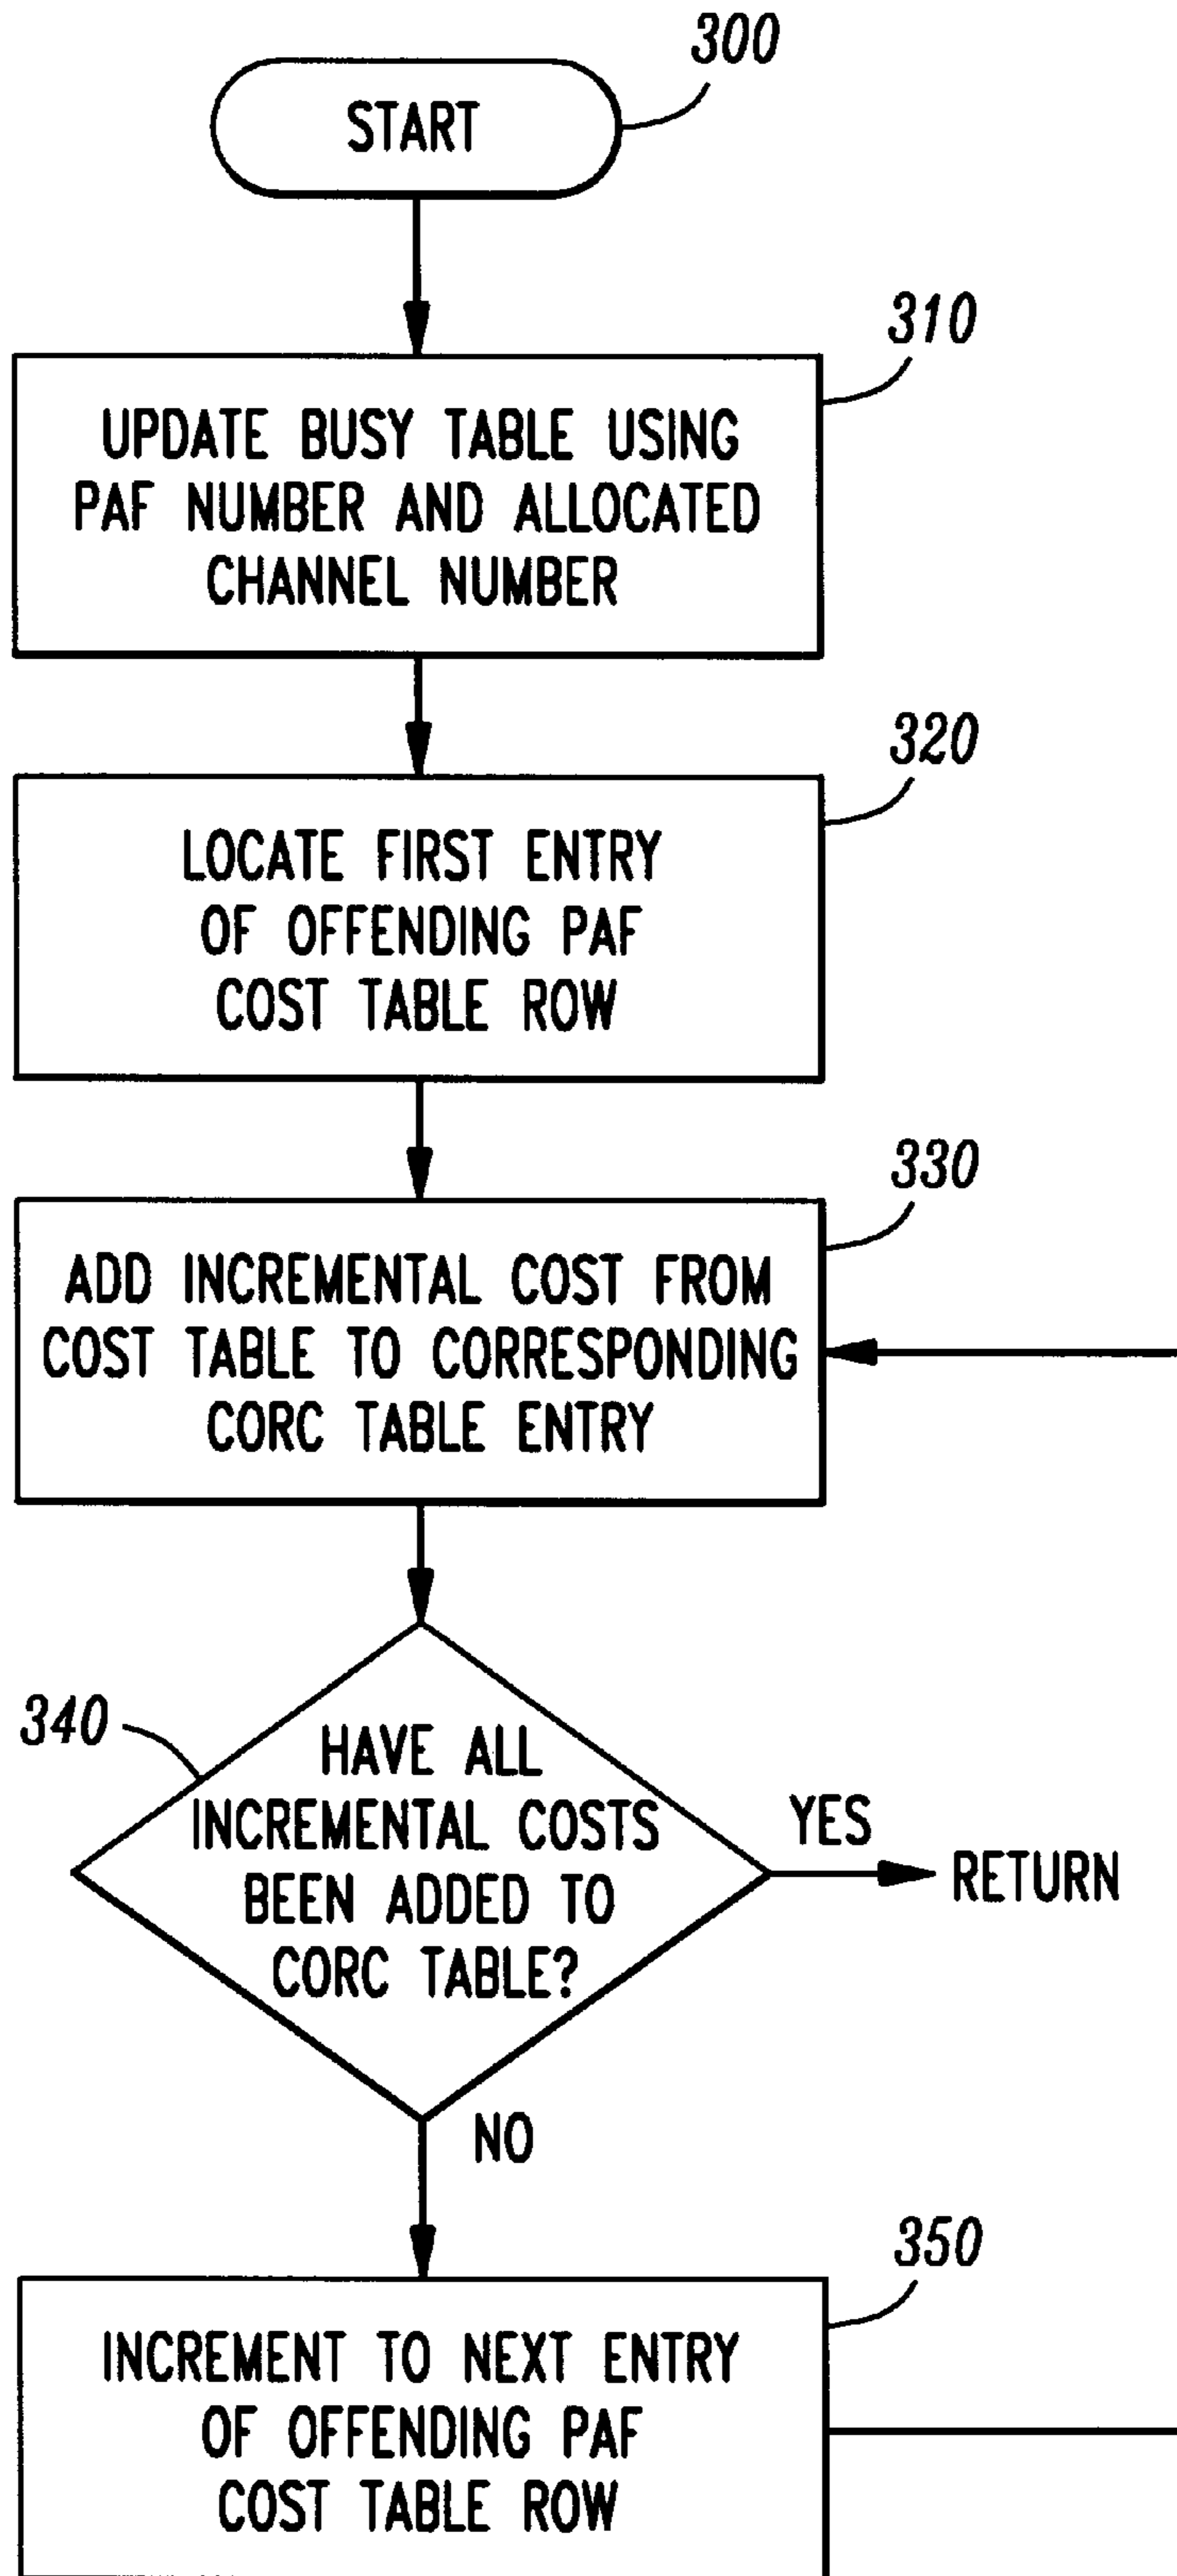 300
START
310
UPDATE BUSY TABLE USING
PAF NUMBER AND ALLOCATED
CHANNEL NUMBER
320
LOCATE FIRST ENTRY
OF OFFENDING PAF
COST TABLE ROW
330
ADD INCREMENTAL COST FROM
COST TABLE TO CORRESPONDING
CORC TABLE ENTRY
340
HAVE ALL
INCREMENTAL COSTS
BEEN ADDED TO
CORC TABLE?
YES
RETURN
NO
350
INCREMENT TO NEXT ENTRY
OF OFFENDING PAF
COST TABLE ROW